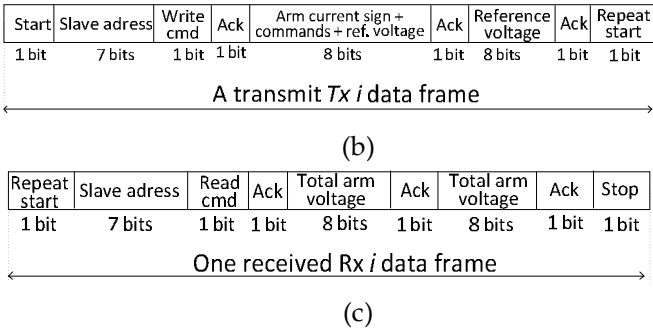 Start Slave adress Write cmd Ack Arm current sign + commands + ref. voltage Ack Reference voltage Ack Repeat start
1 bit 7 bits 1 bit 1 bit 8 bits 1 bit 8 bits 1 bit 1 bit
A transmit Tx i data frame
(b)
Repeat start Slave adress Read cmd Ack Total arm voltage Ack Total arm voltage Ack Stop
1 bit 7 bits 1 bit 1 bit 8 bits 1 bit 8 bits 1 bit 1 bit
One received Rx i data frame
(c)